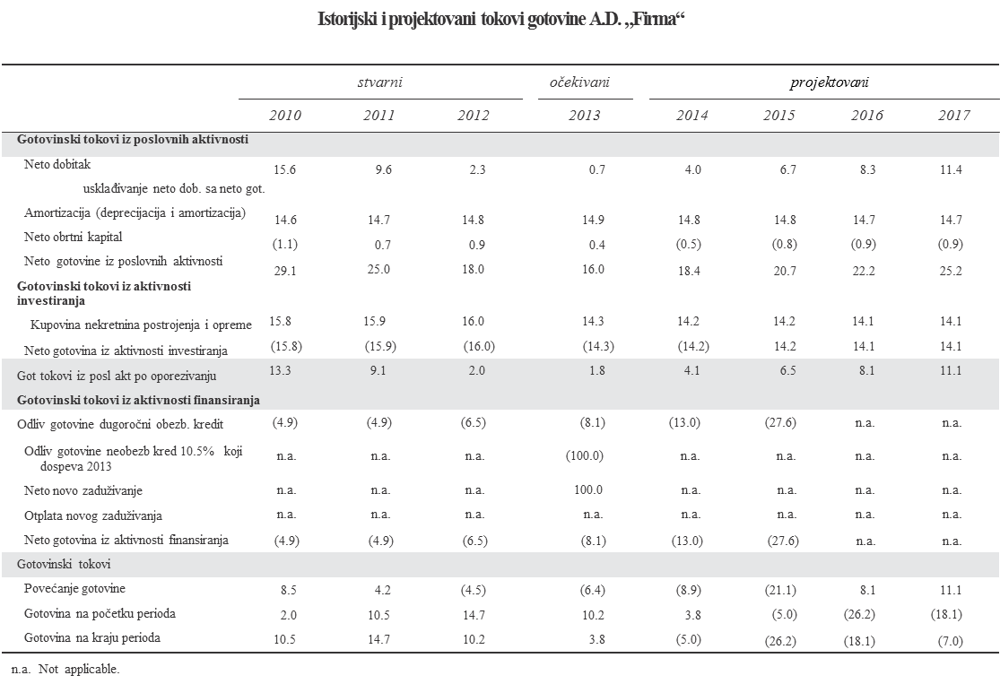 Istorijski i projektovani tokovi gotovine A.D. „Firma“
stvarni očekivani projektovani
2010 2011 2012 2013 2014 2015 2016 2017
Gotovinski tokovi iz poslovnih aktivnosti
Neto dobitak 15.6 9.6 2.3 0.7 4.0 6.7 8.3 11.4
usklađivanje neto dob. sa neto got.
Amortizacija (deprecijacija i amortizacija) 14.6 14.7 14.8 14.9 14.8 14.8 14.7 14.7
Neto obrtni kapital (1.1) 0.7 0.9 0.4 (0.5) (0.8) (0.9) (0.9)
Neto gotovine iz poslovnih aktivnosti 29.1 25.0 18.0 16.0 18.4 20.7 22.2 25.2
Gotovinski tokovi iz aktivnosti
investiranja
Kupovina nekretnina postrojenja i opreme 15.8 15.9 16.0 14.3 14.2 14.2 14.1 14.1
Neto gotovina iz aktivnosti investiranja (15.8) (15.9) (16.0) (14.3) (14.2) 14.2 14.1 14.1
Got tokovi iz posl akt po oporezivanju 13.3 9.1 2.0 1.8 4.1 6.5 8.1 11.1
Gotovinski tokovi iz aktivnosti finansiranja
Odliv gotovine dugoročni obezb. kredit (4.9) (4.9) (6.5) (8.1) (13.0) (27.6) n.a. n.a.
Odliv gotovine neobezb kred 10.5% koji
dospeva 2013 n.a. n.a. n.a. (100.0) n.a. n.a. n.a. n.a.
Neto novo zaduživanje n.a. n.a. n.a. 100.0 n.a. n.a. n.a. n.a.
Otplata novog zaduživanja n.a. n.a. n.a. n.a. n.a. n.a. n.a. n.a.
Neto gotovina iz aktivnosti finansiranja (4.9) (4.9) (6.5) (8.1) (13.0) (27.6) n.a. n.a.
Gotovinski tokovi
Povećanje gotovine 8.5 4.2 (4.5) (6.4) (8.9) (21.1) 8.1 11.1
Gotovina na početku perioda 2.0 10.5 14.7 10.2 3.8 (5.0) (26.2) (18.1)
Gotovina na kraju perioda 10.5 14.7 10.2 3.8 (5.0) (26.2) (18.1) (7.0)
n.a. Not applicable.